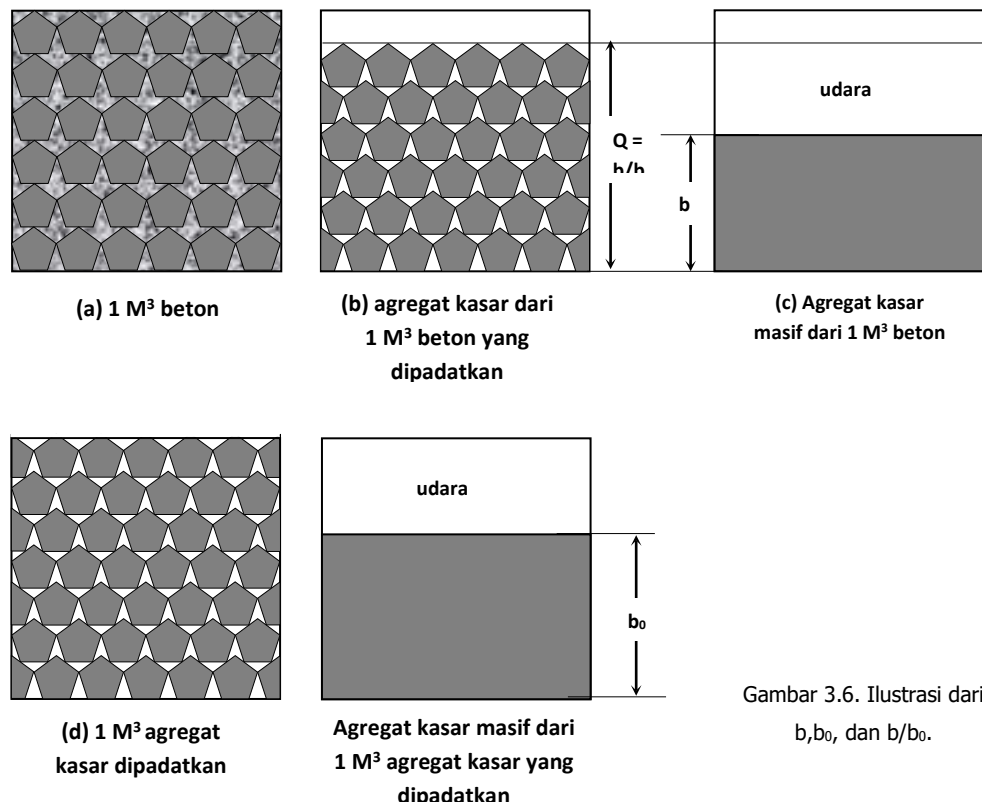 udara
Q =
b
(a) 1 M³ beton
(b) agregat kasar dari
1 M³ beton yang
dipadatkan
(c) Agregat kasar
masif dari 1 M³ beton
udara
b₀
(d) 1 M³ agregat
kasar dipadatkan
Agregat kasar masif dari
1 M³ agregat kasar yang
dipadatkan
Gambar 3.6. Ilustrasi dari
b,b₀, dan b/b₀.